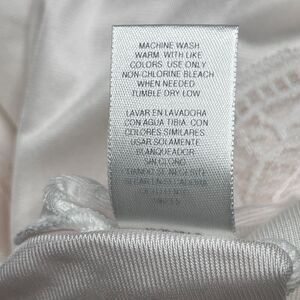 MACHINE WASH
WARM. WITH LIKE
COLORS. USE ONLY
NON-CHLORINE BLEACH
WHEN NEEDED
TUMBLE DRY LOW
LAVAR EN LAVADORA
CON AGUA TIBIA. CON
COLORES SIMILARES.
USAR SOLAMENTE
BLANQUEADOR
SIN CLORO